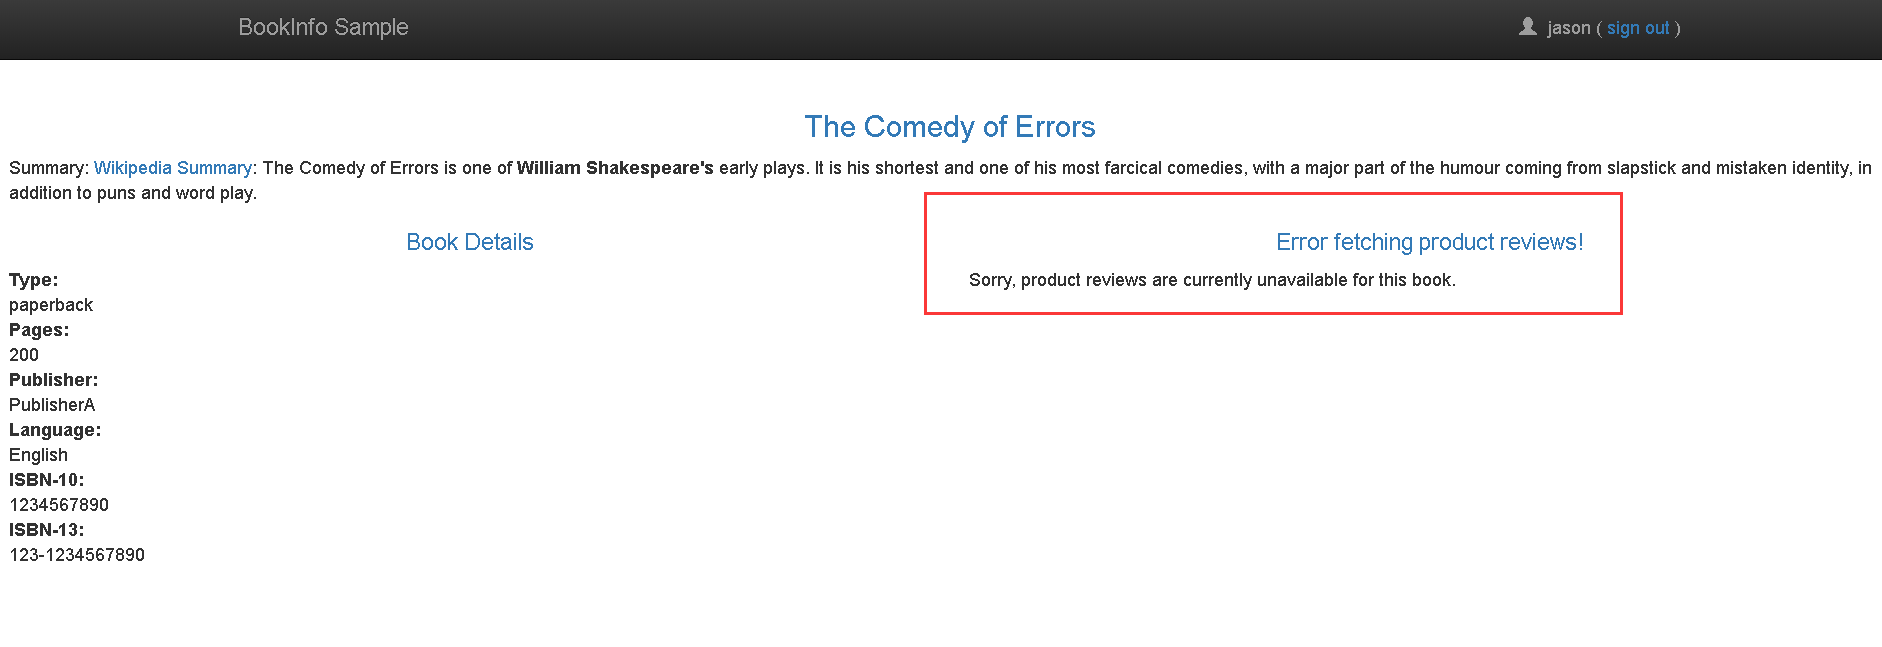 BookInfo Sample
jason ( sign out )
The Comedy of Errors
Summary: Wikipedia Summary: The Comedy of Errors is one of William Shakespeare's early plays. It is his shortest and one of his most farcical comedies, with a major part of the humour coming from slapstick and mistaken identity, in
addition to puns and word play.
Book Details
Type:
paperback
Pages:
200
Publisher:
PublisherA
Language:
English
ISBN-10:
1234567890
ISBN-13:
123-1234567890
Error fetching product reviews!
Sorry, product reviews are currently unavailable for this book.